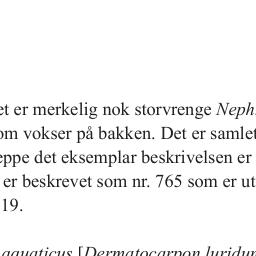 et er merkelig nok storvrenge Neph
om vokser på bakken. Det er samlet
eppe det eksemplar beskrivelsen er
er beskrevet som nr. 765 som er ut
19.
aquaticus [Dermatocarpon luridum